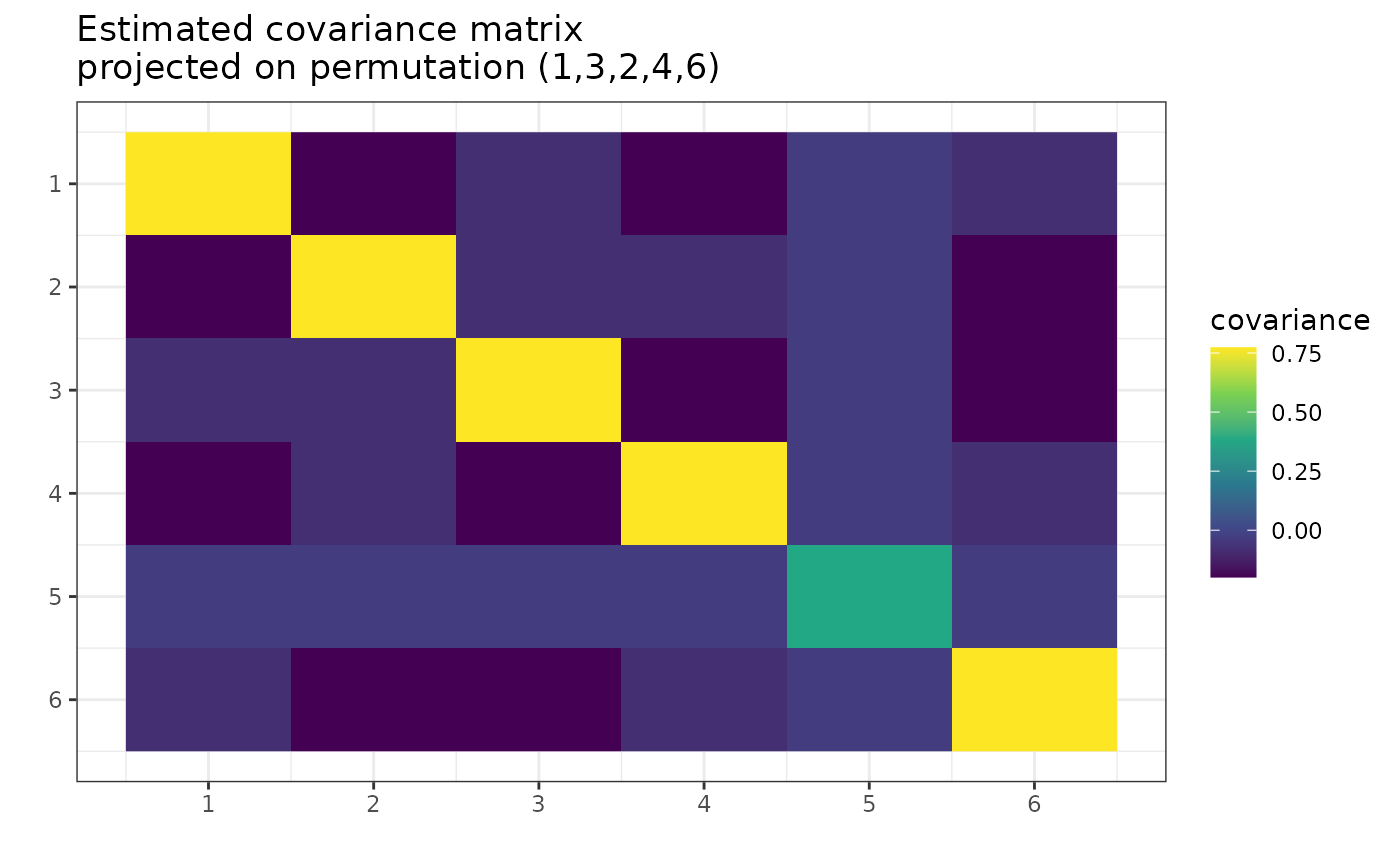 Estimated covariance matrix
projected on permutation (1,3,2,4,6)
1
2
3
4
5
6
1 2 3 4 5 6
covariance
0.75
0.50
0.25
0.00